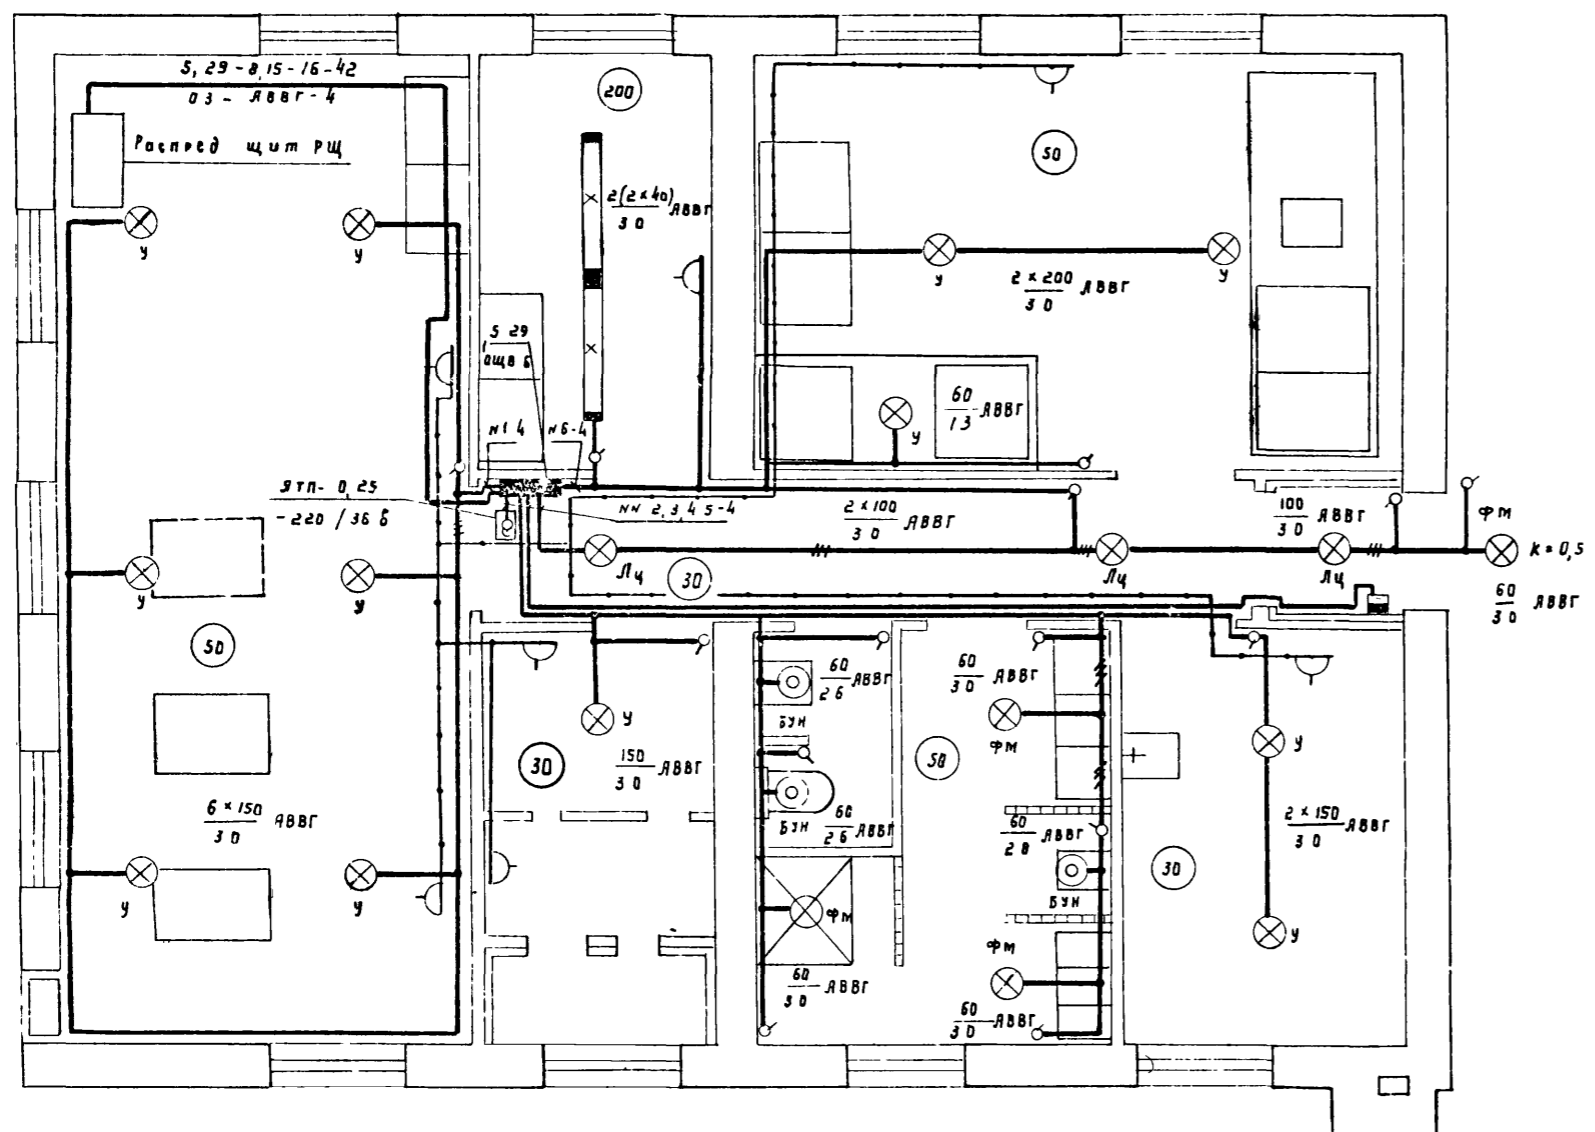 5, 29 - 8,15 - 16 - 42
03 - АВВГ - 4
Распред щит РЩ
200
50
2(2×40)
30
АВВГ
У
У
У
У
2 × 200
30
АВВГ
5 29
ОЩВ 6
60
1.3
АВВГ
У
N1 4
N6-4
ЯТП - 0,25
-220 / 36 В
NN 2, 3, 4 5 - 4
2 × 100
30
АВВГ
100
30
АВВГ
ФМ
К = 0,5
Лц
30
Лц
Лц
60
30
АВВГ
У
У
50
60
26
АВВГ
60
30
АВВГ
У
БУН
ФМ
У
30
150
30
АВВГ
50
6 × 150
30
АВВГ
БУН
60
26
АВВГ
60
28
АВВГ
2 × 150
30
АВВГ
30
У
У
БУН
ФМ
ФМ
У
60
30
АВВГ
60
30
АВВГ